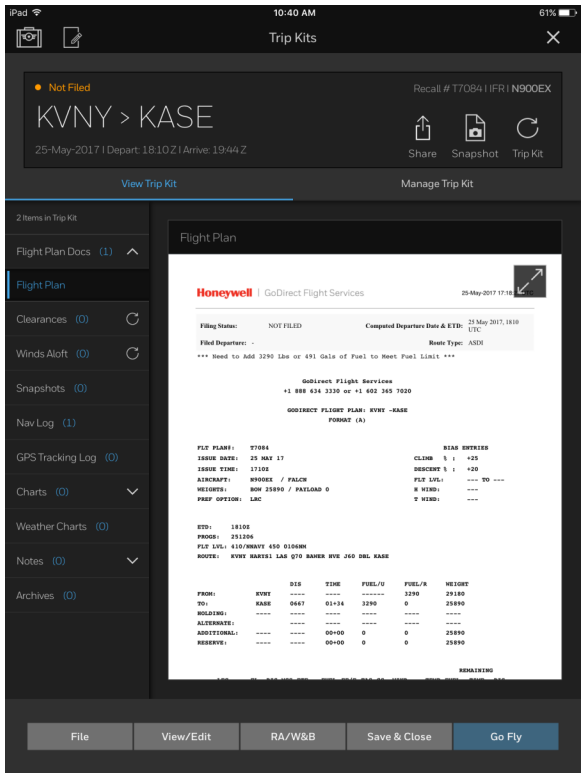 iPad 10:40 AM 61%
Trip Kits
Not Filed Recall # T7084 I IFR I N900EX
KVNY > KASE
25-May-2017 I Depart: 18:10 Z I Arrive: 19:44 Z
Share Snapshot Trip Kit
View Trip Kit Manage Trip Kit
2 Items in Trip Kit
Flight Plan Docs (1)
Flight Plan
Clearances (0)
Winds Aloft (0)
Snapshots (0)
Nav Log (1)
GPS Tracking Log (0)
Charts (0)
Weather Charts (0)
Notes (0)
Archives (0)
Flight Plan
Honeywell | GoDirect Flight Services 25-May-2017 17:18
Filing Status: NOT FILED Computed Departure Date & ETD: 25 May 2017, 1810 UTC
Filed Departure: - Route Type: ASDI
*** Need to Add 3290 Lbs or 491 Gals of Fuel to Meet Fuel Limit ***
GoDirect Flight Services
+1 888 634 3330 or +1 602 365 7020
GODIRECT FLIGHT PLAN: KVNY -KASE
FORMAT (A)
FLT PLAN#: T7084 BIAS ENTRIES
ISSUE DATE: 25 MAY 17 CLIMB % : +25
ISSUE TIME: 1710Z DESCENT % : +20
AIRCRAFT: N900EX / FALCN FLT LVL: --- TO ---
WEIGHTS: BOW 25890 / PAYLOAD 0 H WIND: ---
PREF OPTION: LRC T WIND: ---
ETD: 1810Z
PROGS: 251206
FLT LVL: 410/HNAVY 450 0106NM
ROUTE: KVNY HARYS1 LAS Q70 BAWER HVE J60 DBL KASE
DIS TIME FUEL/U FUEL/R WEIGHT
FROM: KVNY ---- ---- ------ 3290 29180
TO: KASE 0667 01+34 3290 0 25890
HOLDING: ---- ---- ---- ---- ---- ----
ALTERNATE: ---- ---- ---- ---- ----
ADDITIONAL: ---- ---- 00+00 0 0 25890
RESERVE: ---- ---- 00+00 0 0 25890
REMAINING
File View/Edit RA/W&B Save & Close Go Fly